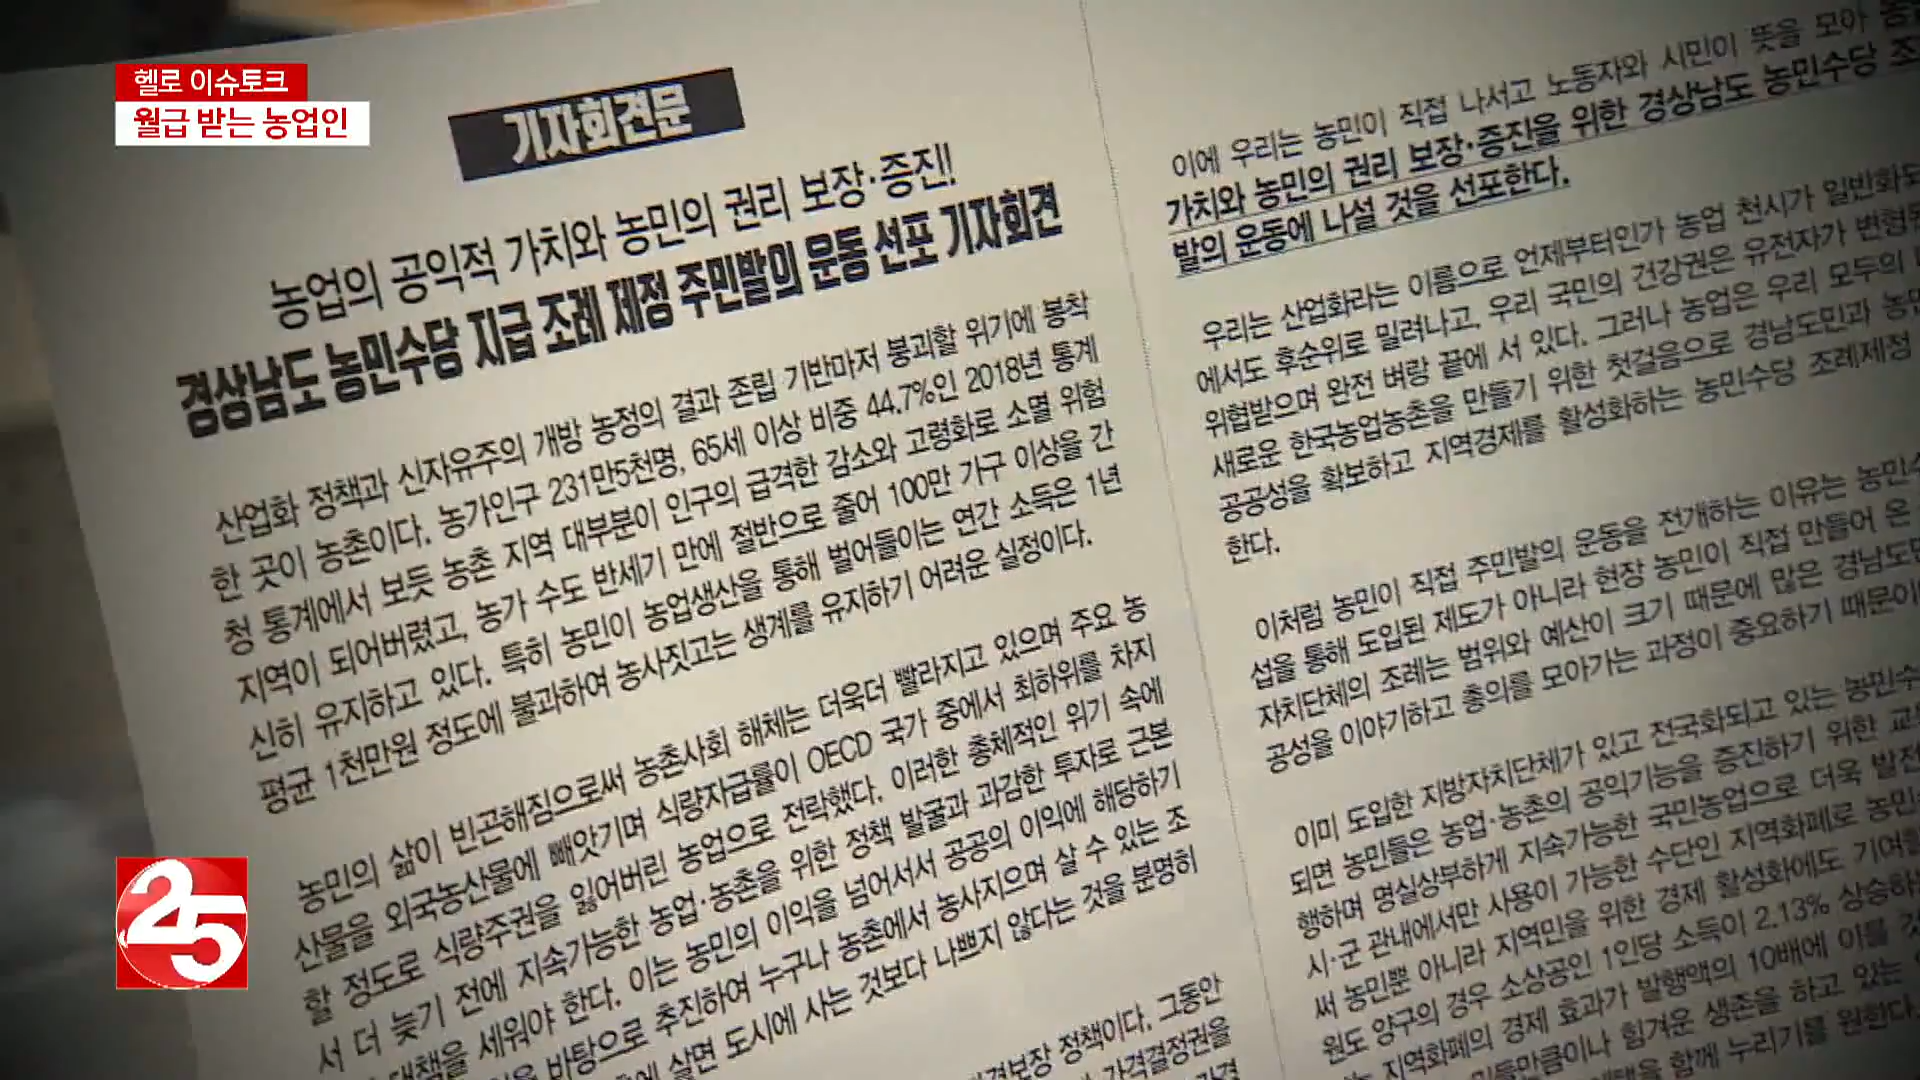 헬로 이슈토크
월급 받는 농업인
기자회견문
농업의 공익적 가치와 농민의 권리 보장·증진!
경상남도 농민수당 지급 조례 제정 주민발의 운동 선포 기자회견
산업화 정책과 신자유주의 개방 농정의 결과 존립 기반마저 붕괴할 위기에 봉착
한 곳이 농촌이다. 농가인구 231만5천명, 65세 이상 비중 44.7%인 2018년 통계
청 통계에서 보듯 농촌 지역 대부분이 인구의 급격한 감소와 고령화로 소멸 위험
지역이 되어버렸고, 농가 수도 반세기 만에 절반으로 줄어 100만 가구 이상을 간
신히 유지하고 있다. 특히 농민이 농업생산을 통해 벌어들이는 연간 소득은 1년
평균 1천만원 정도에 불과하여 농사짓고는 생계를 유지하기 어려운 실정이다.
농민의 삶이 빈곤해짐으로써 농촌사회 해체는 더욱더 빨라지고 있으며 주요 농
산물을 외국농산물에 빼앗기며 식량자급률이 OECD 국가 중에서 최하위를 차지
할 정도로 식량주권을 잃어버린 농업으로 전락했다. 이러한 총체적인 위기 속에
서 더 늦기 전에 지속가능한 농업·농촌을 위한 정책 발굴과 과감한 투자로 근본
대책을 세워야 한다. 이는 농민의 이익을 넘어서서 공공의 이익에 해당하기
바탕으로 추진하여 누구나 농촌에서 농사지으며 살 수 있는 조
살면 도시에 사는 것보다 나쁘지 않다는 것을 분명히
정책이다. 그동안
가격결정권을
이에 우리는 농민이 직접 나서고 노동자와 시민이 뜻을 모아
가치와 농민의 권리 보장·증진을 위한 경상남도 농민수당 조
발의 운동에 나설 것을 선포한다.
우리는 산업화라는 이름으로 언제부터인가 농업 천시가 일반화되
에서도 후순위로 밀려나고, 우리 국민의 건강권은 유전자가 변형된
위협받으며 완전 벼랑 끝에 서 있다. 그러나 농업은 우리 모두의
새로운 한국농업농촌을 만들기 위한 첫걸음으로 경남도민과 농민
공공성을 확보하고 지역경제를 활성화하는 농민수당 조례제정
한다.
이처럼 농민이 직접 주민발의 운동을 전개하는 이유는 농민수
섭을 통해 도입된 제도가 아니라 현장 농민이 직접 만들어 온
자치단체의 조례는 범위와 예산이 크기 때문에 많은 경남도민
공성을 이야기하고 총의를 모아가는 과정이 중요하기 때문이
이미 도입한 지방자치단체가 있고 전국화되고 있는 농민수
되면 농민들은 농업·농촌의 공익기능을 증진하기 위한 교
행하며 명실상부하게 지속가능한 국민농업으로 더욱 발전
시·군 관내에서만 사용이 가능한 수단인 지역화폐로 농민
써 농민뿐 아니라 지역민을 위한 경제 활성화에도 기여할
원도 양구의 경우 소상공인 1인당 소득이 2.13% 상승하
지역화폐의 경제 효과가 발행액의 10배에 이를
힘겨운 생존을 하고 있는
함께 누리기를 원한다.
25